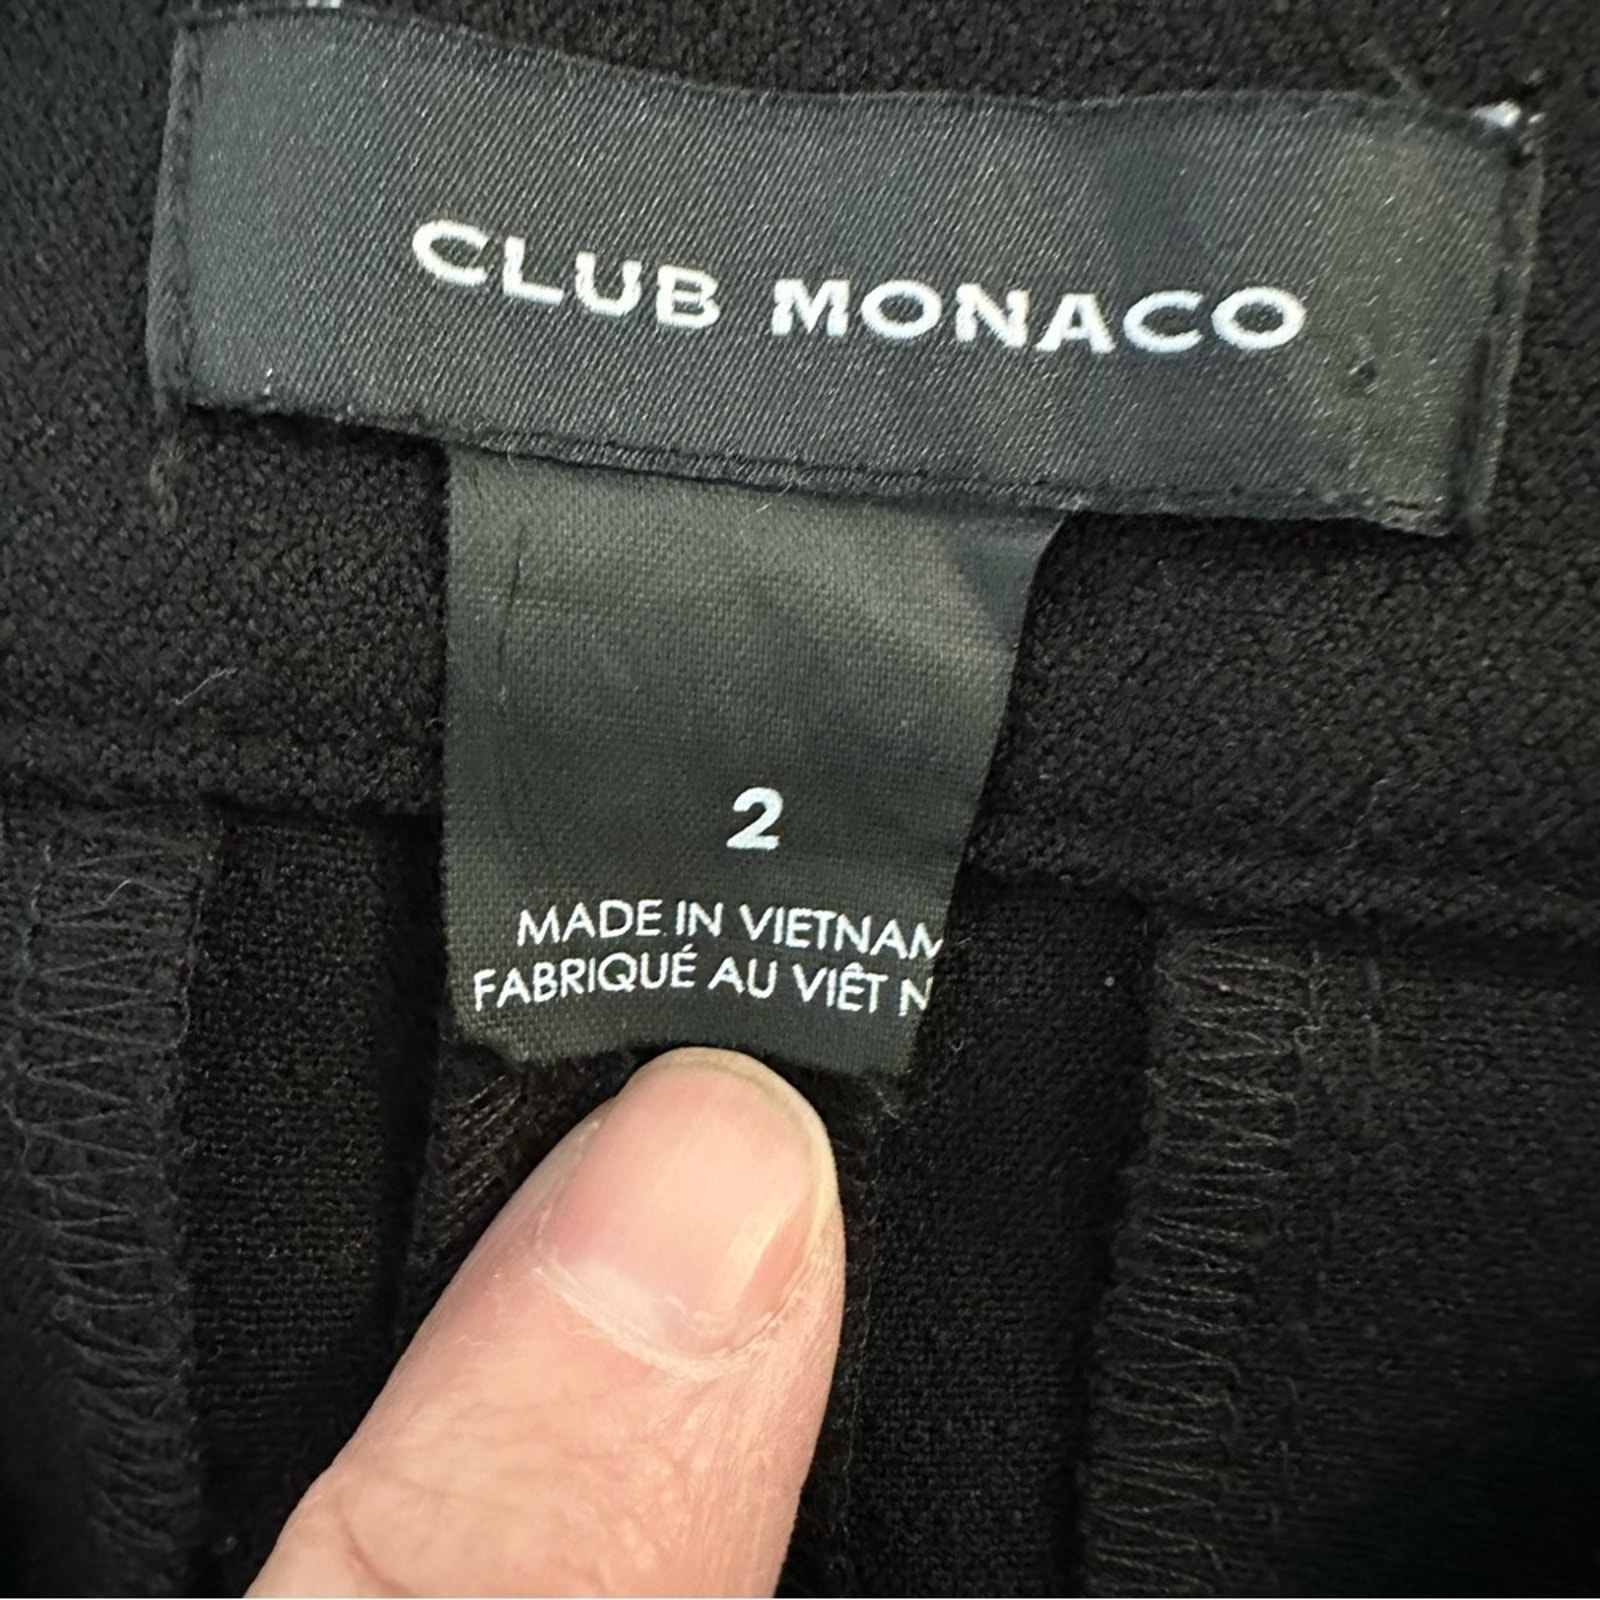 CLUB MONACO
2
MADE IN VIETNAM
FABRIQUÉ AU VIÊT N